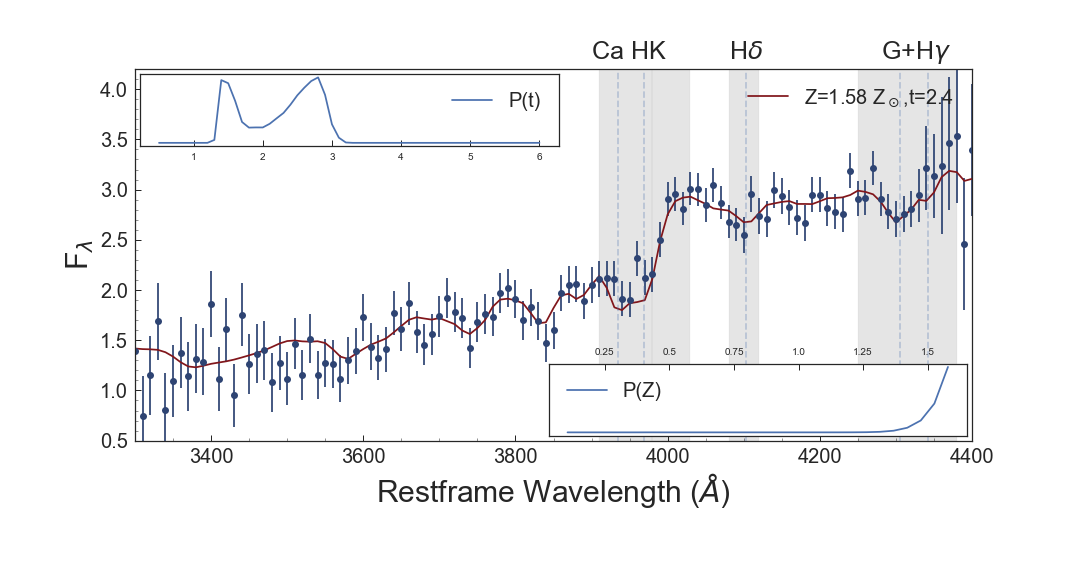 Ca HK Hδ G+Hγ
4.0
3.5
3.0
2.5
2.0
1.5
1.0
0.5
F_λ
P(t)
1 2 3 4 5 6
Z=1.58 Z_⊙,t=2.4
0.25 0.5 0.75 1.0 1.25 1.5
P(Z)
3400 3600 3800 4000 4200 4400
Restframe Wavelength (Å)